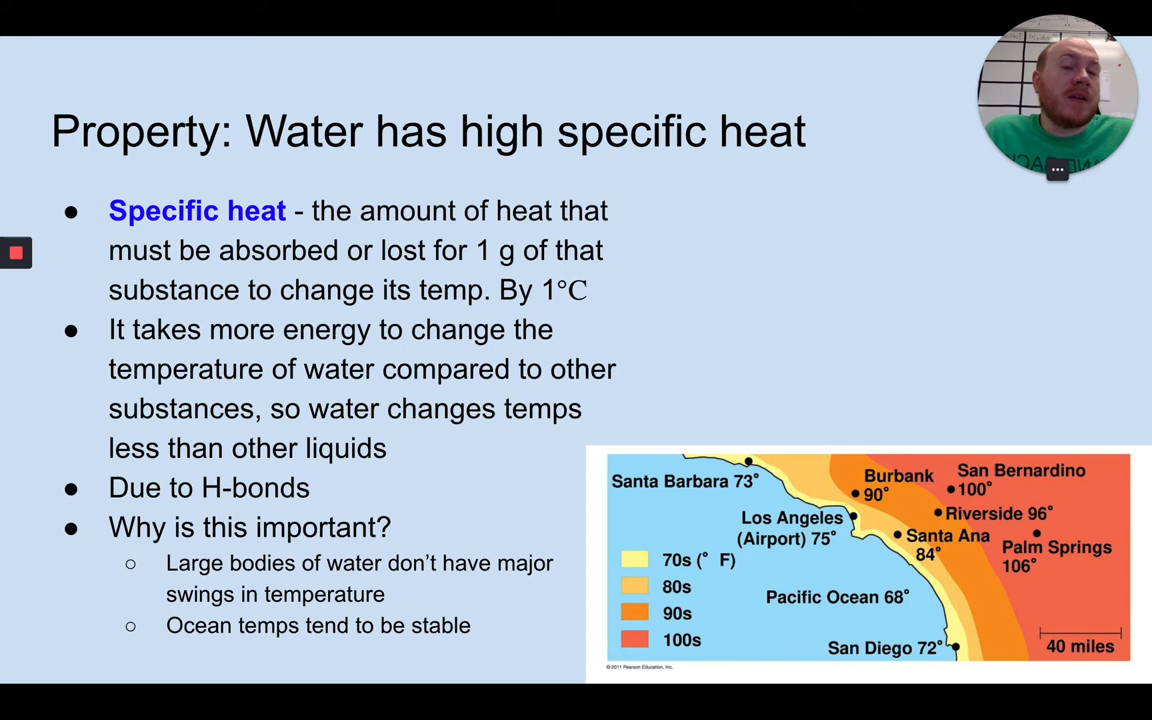 Property: Water has high specific heat
● Specific heat - the amount of heat that
must be absorbed or lost for 1 g of that
substance to change its temp. By 1°C
● It takes more energy to change the
temperature of water compared to other
substances, so water changes temps
less than other liquids
● Due to H-bonds
● Why is this important?
○ Large bodies of water don't have major
swings in temperature
○ Ocean temps tend to be stable
Santa Barbara 73°
Burbank
90°
San Bernardino
100°
Los Angeles
(Airport) 75°
Riverside 96°
Santa Ana
84°
Palm Springs
106°
70s (° F)
80s
90s
100s
Pacific Ocean 68°
San Diego 72°
40 miles
© 2011 Pearson Education, Inc.